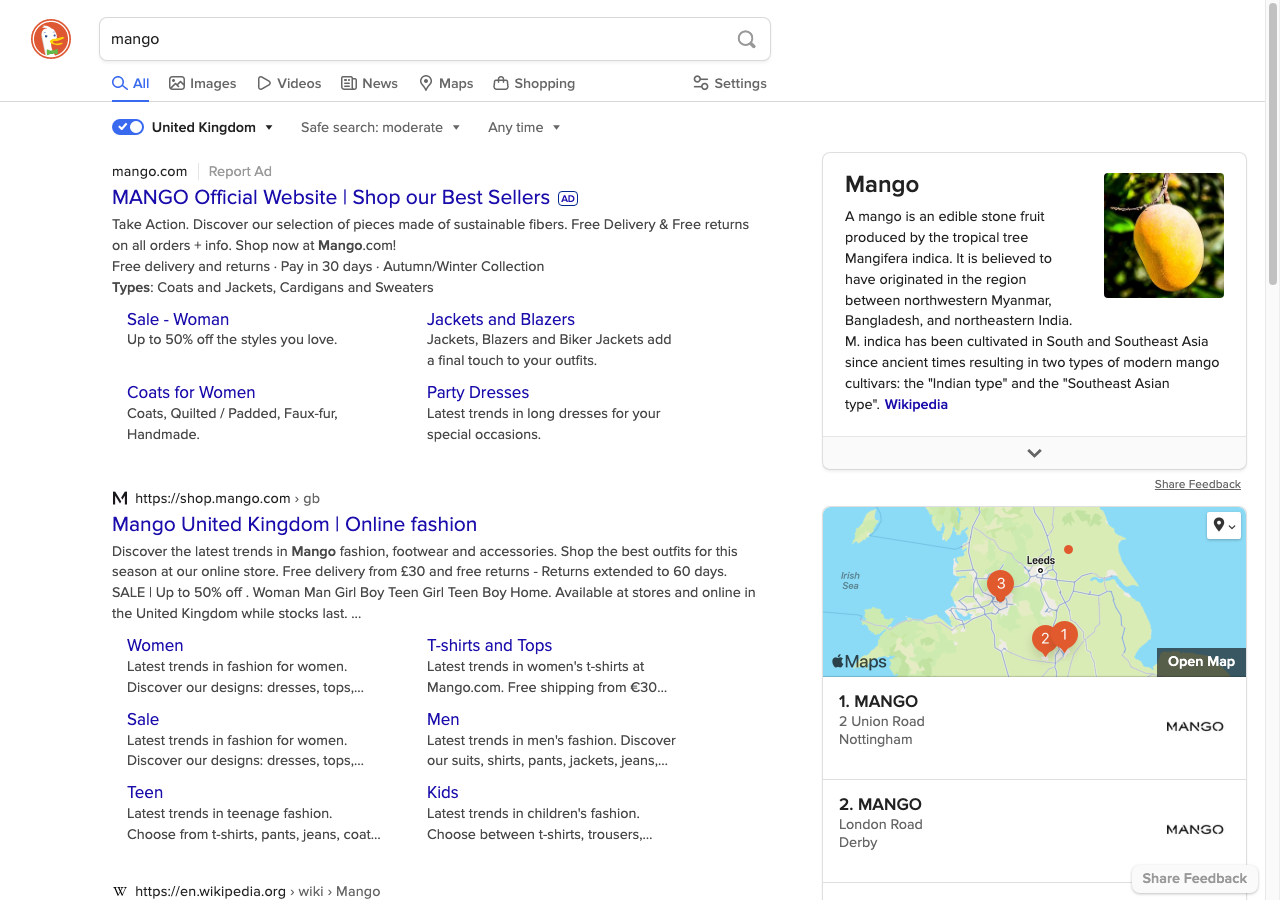 mango
All
Images
Videos
News
Maps
Shopping
Settings
United Kingdom
Safe search: moderate
Any time
mango.com
Report Ad
MANGO Official Website | Shop our Best Sellers AD
Take Action. Discover our selection of pieces made of sustainable fibers. Free Delivery & Free returns
on all orders + info. Shop now at Mango.com!
Free delivery and returns · Pay in 30 days · Autumn/Winter Collection
Types: Coats and Jackets, Cardigans and Sweaters
Sale - Woman
Up to 50% off the styles you love.
Jackets and Blazers
Jackets, Blazers and Biker Jackets add
a final touch to your outfits.
Coats for Women
Coats, Quilted / Padded, Faux-fur,
Handmade.
Party Dresses
Latest trends in long dresses for your
special occasions.
https://shop.mango.com › gb
Mango United Kingdom | Online fashion
Discover the latest trends in Mango fashion, footwear and accessories. Shop the best outfits for this
season at our online store. Free delivery from £30 and free returns - Returns extended to 60 days.
SALE | Up to 50% off . Woman Man Girl Boy Teen Girl Teen Boy Home. Available at stores and online in
the United Kingdom while stocks last. ...
Women
Latest trends in fashion for women.
Discover our designs: dresses, tops,...
T-shirts and Tops
Latest trends in women's t-shirts at
Mango.com. Free shipping from €30...
Sale
Latest trends in fashion for women.
Discover our designs: dresses, tops,...
Men
Latest trends in men's fashion. Discover
our suits, shirts, pants, jackets, jeans,...
Teen
Latest trends in teenage fashion.
Choose from t-shirts, pants, jeans, coat...
Kids
Latest trends in children's fashion.
Choose between t-shirts, trousers,...
W https://en.wikipedia.org › wiki › Mango
Mango
A mango is an edible stone fruit
produced by the tropical tree
Mangifera indica. It is believed to
have originated in the region
between northwestern Myanmar,
Bangladesh, and northeastern India.
M. indica has been cultivated in South and Southeast Asia
since ancient times resulting in two types of modern mango
cultivars: the "Indian type" and the "Southeast Asian
type". Wikipedia
Share Feedback
Leeds
Irish
Sea
3
2
1
Maps
Open Map
1. MANGO
2 Union Road
Nottingham
MANGO
2. MANGO
London Road
Derby
MANGO
Share Feedback